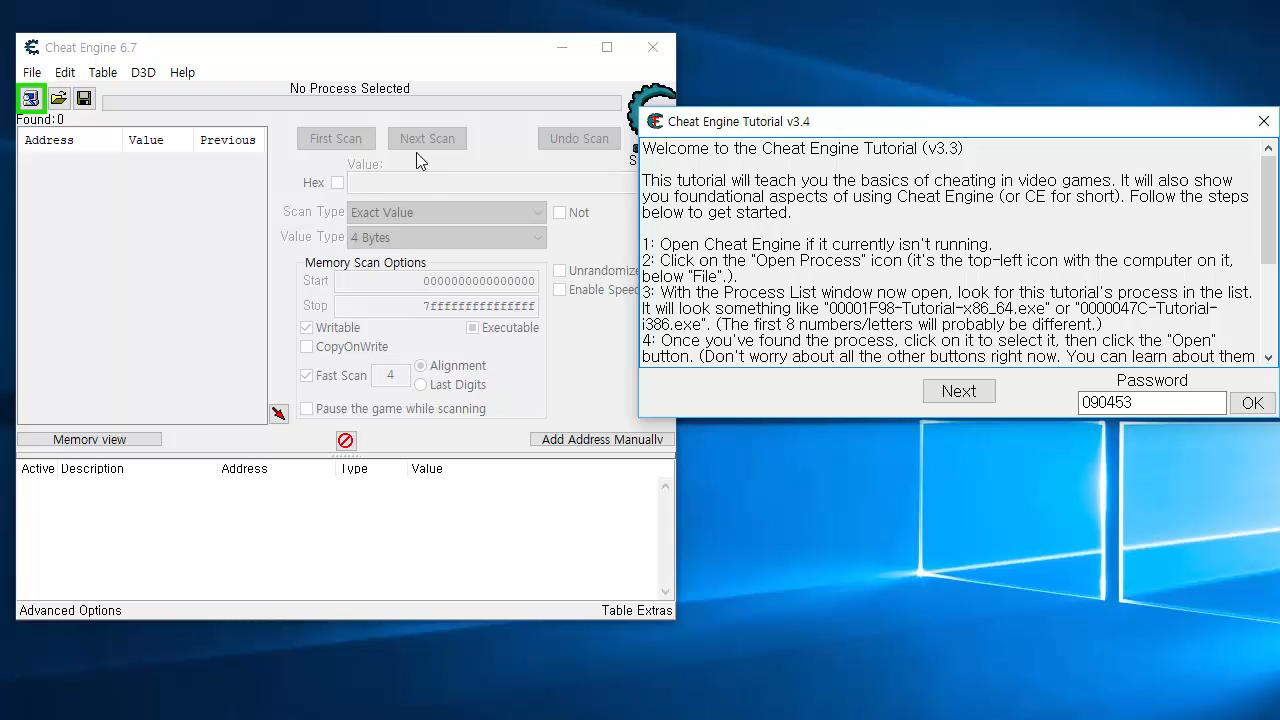 Cheat Engine 6.7
File Edit Table D3D Help
No Process Selected
Found:0
Address Value Previous
First Scan Next Scan Undo Scan
Value:
Hex
Scan Type Exact Value Not
Value Type 4 Bytes
Memory Scan Options
Start 0000000000000000
Stop 7fffffffffffffff
Unrandomize
Enable Speed
Writable Executable
CopyOnWrite
Fast Scan 4 Alignment
Last Digits
Pause the game while scanning
Memory view Add Address Manually
Active Description Address Type Value
Advanced Options Table Extras
Cheat Engine Tutorial v3.4
Welcome to the Cheat Engine Tutorial (v3.3)
This tutorial will teach you the basics of cheating in video games. It will also show
you foundational aspects of using Cheat Engine (or CE for short). Follow the steps
below to get started.
1: Open Cheat Engine if it currently isn't running.
2: Click on the "Open Process" icon (it's the top-left icon with the computer on it,
below "File".).
3: With the Process List window now open, look for this tutorial's process in the list.
It will look something like "00001F98-Tutorial-x86_64.exe" or "0000047C-Tutorial-
i386.exe". (The first 8 numbers/letters will probably be different.)
4: Once you've found the process, click on it to select it, then click the "Open"
button. (Don't worry about all the other buttons right now. You can learn about them
Next
Password
090453 OK